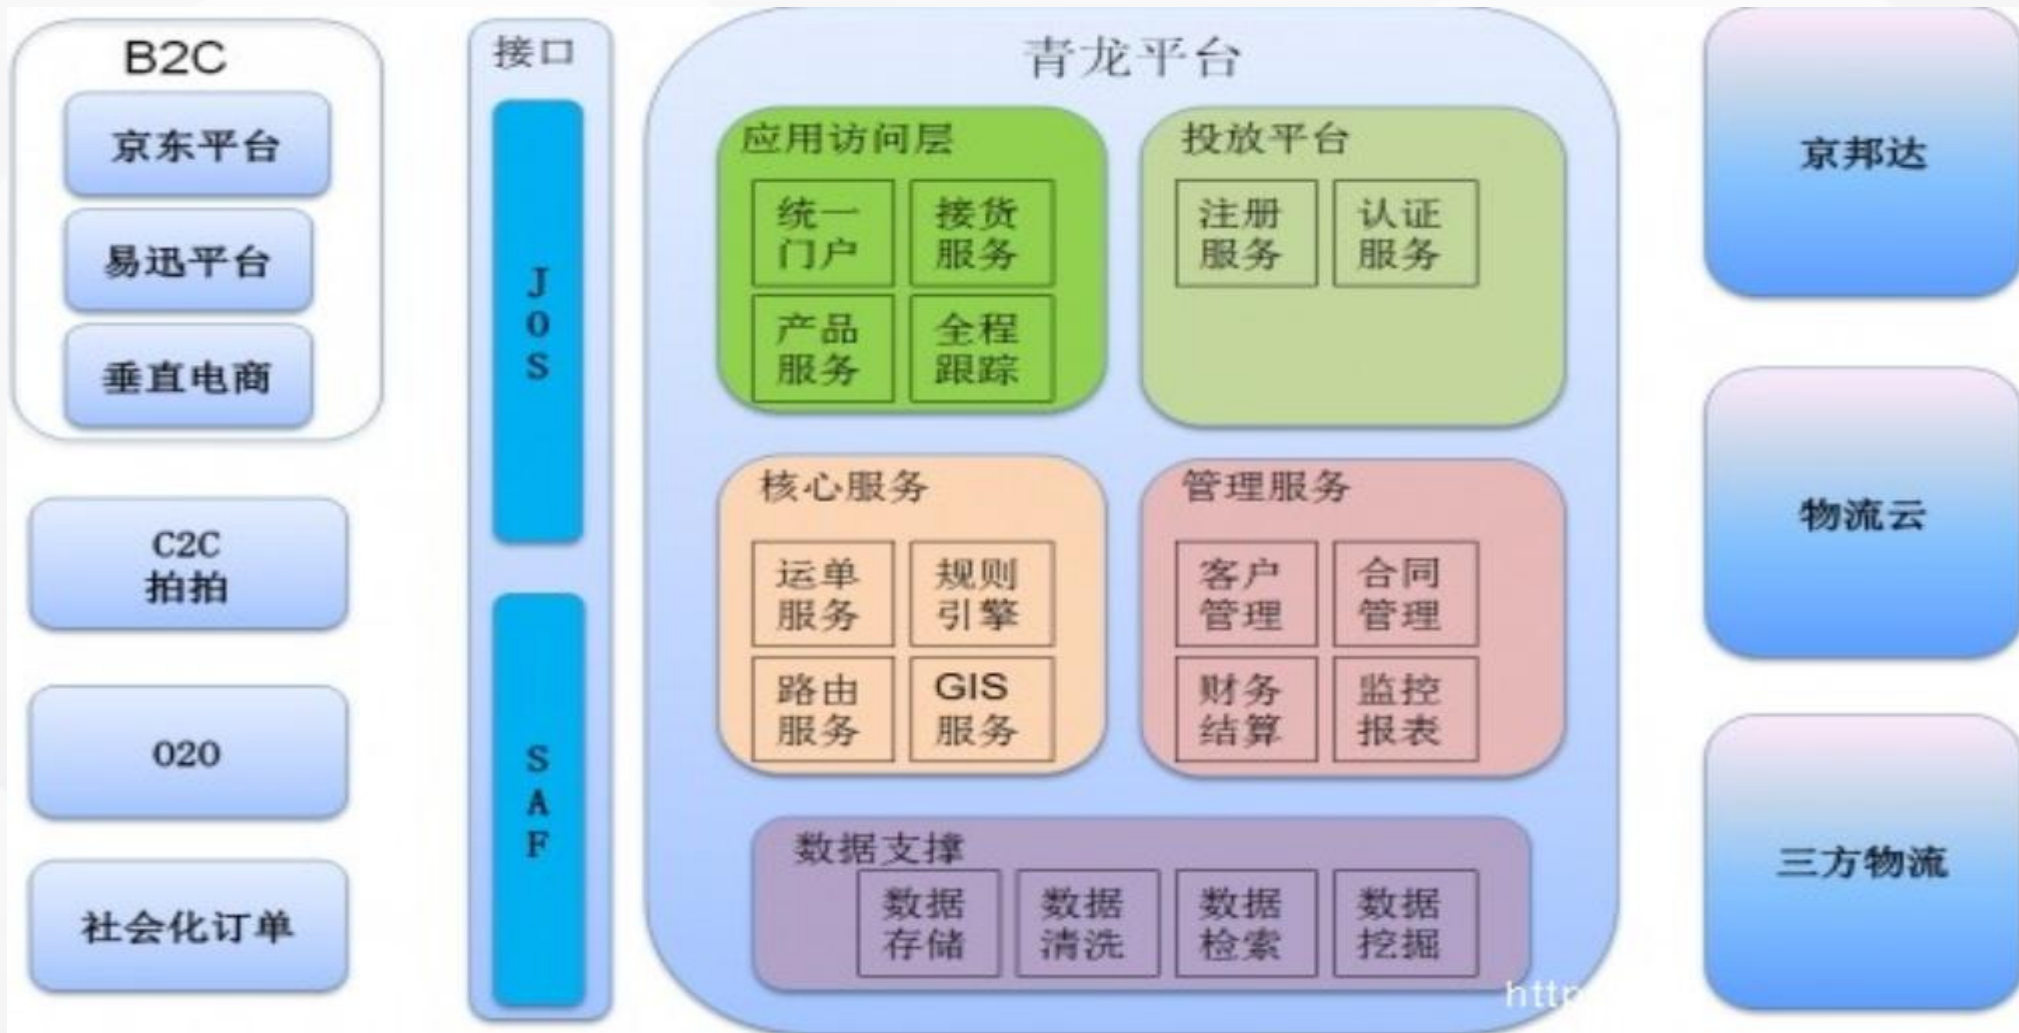 B2C
京东平台
易迅平台
垂直电商
C2C
拍拍
O2O
社会化订单
接口
J
O
S
S
A
F
青龙平台
应用访问层
统一
门户
接货
服务
产品
服务
全程
跟踪
投放平台
注册
服务
认证
服务
核心服务
运单
服务
规则
引擎
路由
服务
GIS
服务
管理服务
客户
管理
合同
管理
财务
结算
监控
报表
数据支撑
数据
存储
数据
清洗
数据
检索
数据
挖掘
京邦达
物流云
三方物流
http